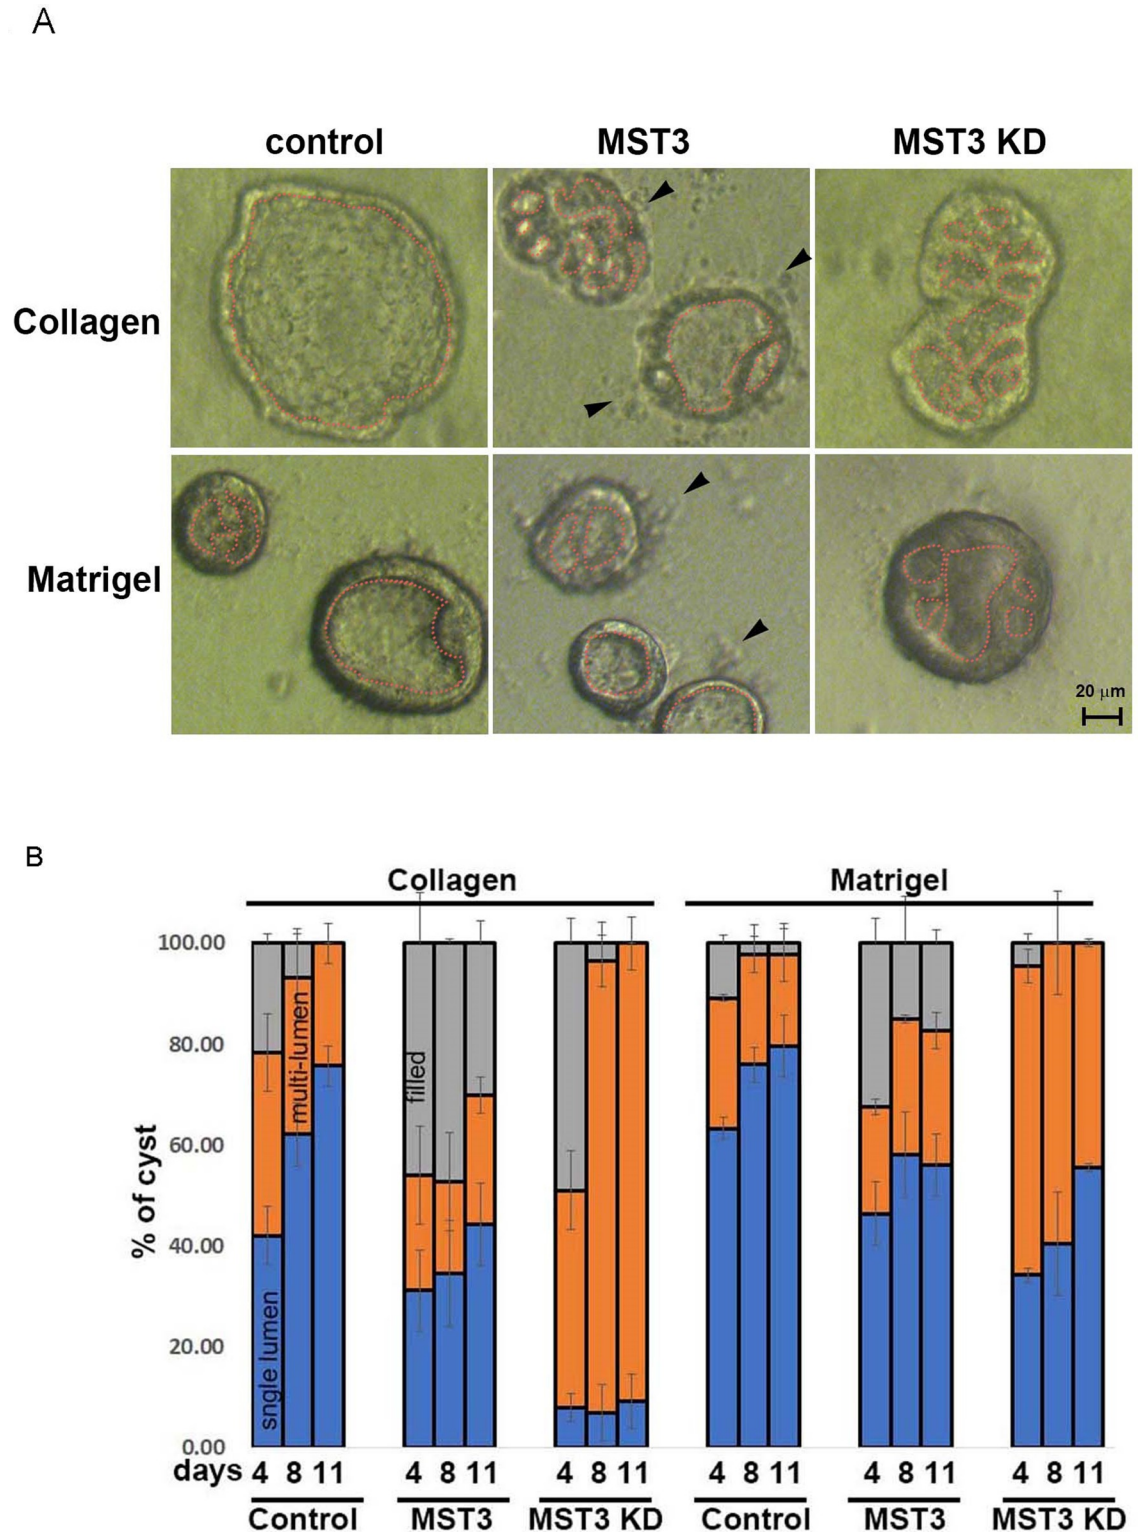 A
control MST3 MST3 KD
Collagen
Matrigel
20 μm
B
Collagen Matrigel
100.00
80.00
60.00
40.00
20.00
0.00
% of cyst
sngle lumen
multi-lumen
filled
days 4 8 11 4 8 11 4 8 11 4 8 11 4 8 11 4 8 11
Control MST3 MST3 KD Control MST3 MST3 KD